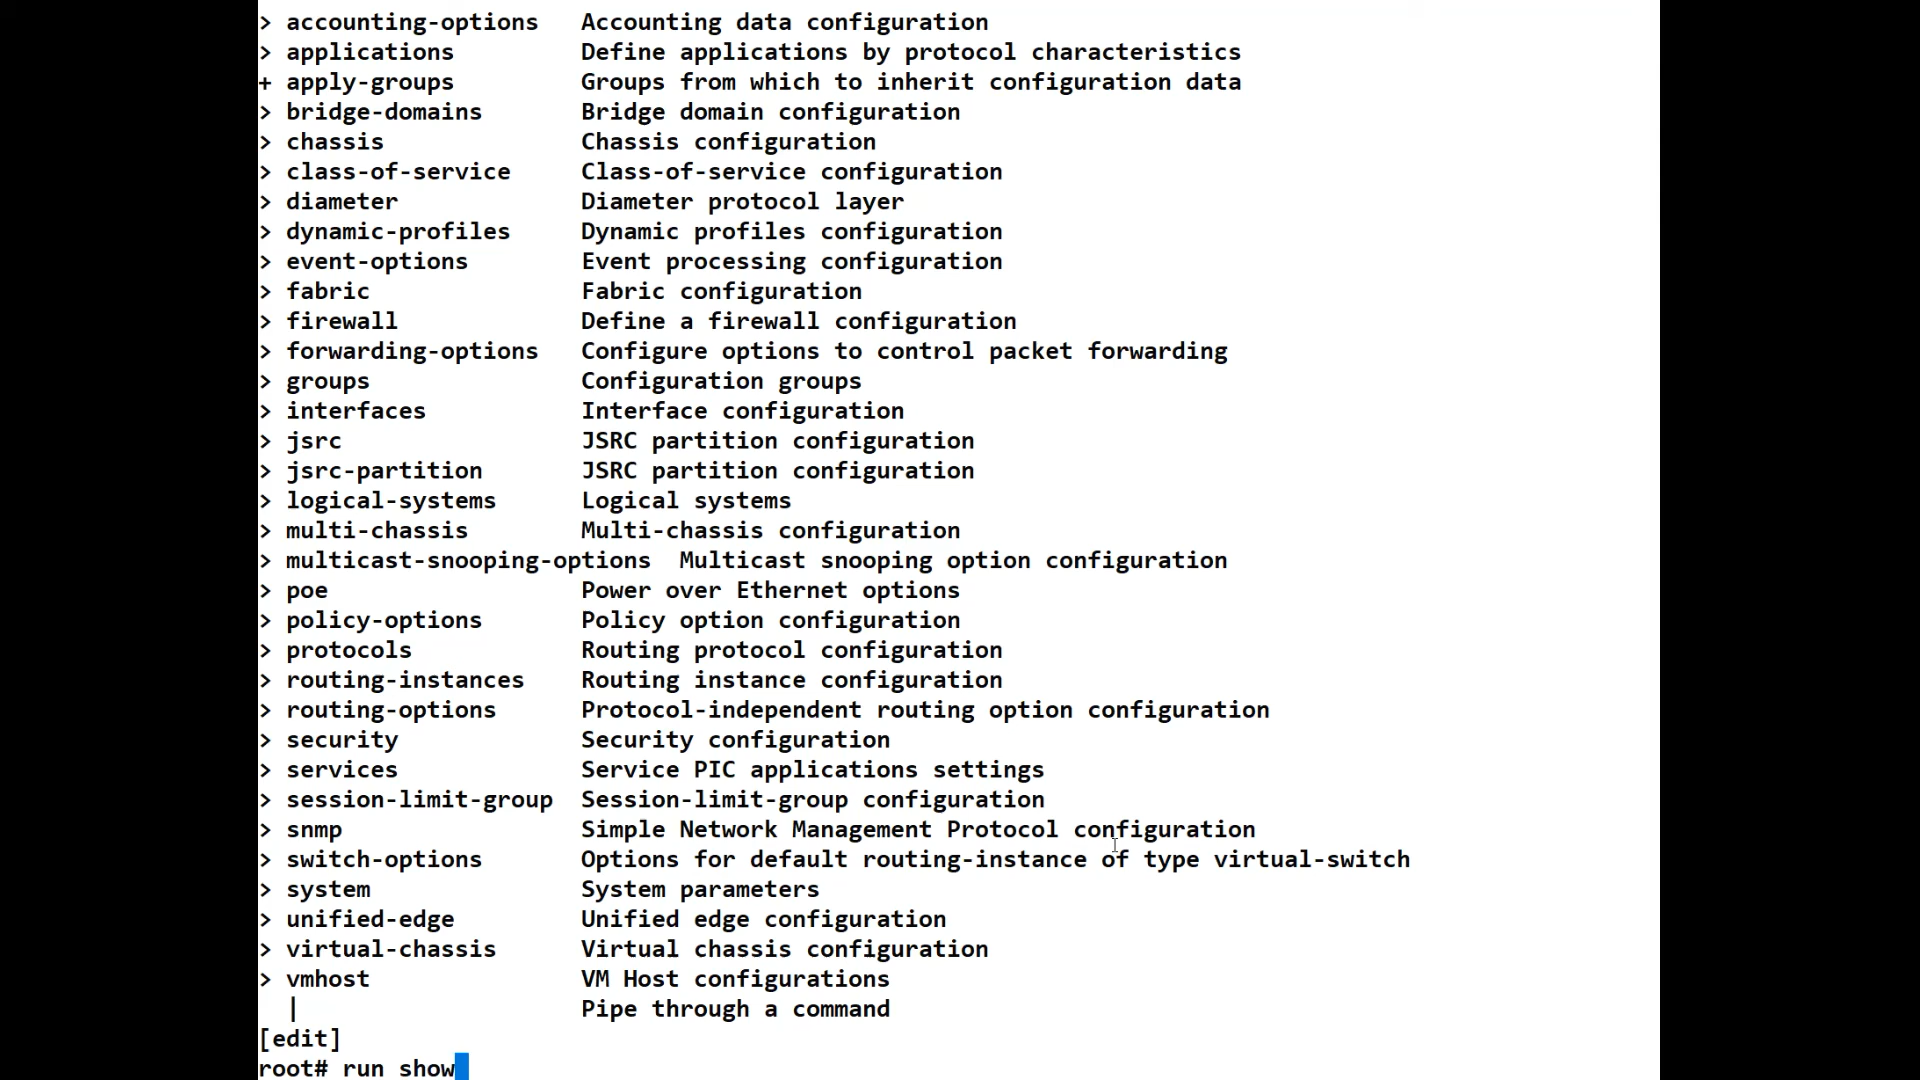 > accounting-options   Accounting data configuration
> applications         Define applications by protocol characteristics
+ apply-groups         Groups from which to inherit configuration data
> bridge-domains       Bridge domain configuration
> chassis              Chassis configuration
> class-of-service     Class-of-service configuration
> diameter             Diameter protocol layer
> dynamic-profiles     Dynamic profiles configuration
> event-options        Event processing configuration
> fabric               Fabric configuration
> firewall             Define a firewall configuration
> forwarding-options   Configure options to control packet forwarding
> groups               Configuration groups
> interfaces           Interface configuration
> jsrc                 JSRC partition configuration
> jsrc-partition       JSRC partition configuration
> logical-systems      Logical systems
> multi-chassis        Multi-chassis configuration
> multicast-snooping-options  Multicast snooping option configuration
> poe                  Power over Ethernet options
> policy-options       Policy option configuration
> protocols            Routing protocol configuration
> routing-instances    Routing instance configuration
> routing-options      Protocol-independent routing option configuration
> security             Security configuration
> services             Service PIC applications settings
> session-limit-group  Session-limit-group configuration
> snmp                 Simple Network Management Protocol configuration
> switch-options       Options for default routing-instance of type virtual-switch
> system               System parameters
> unified-edge         Unified edge configuration
> virtual-chassis      Virtual chassis configuration
> vmhost               VM Host configurations
  |                    Pipe through a command
[edit]
root# run show